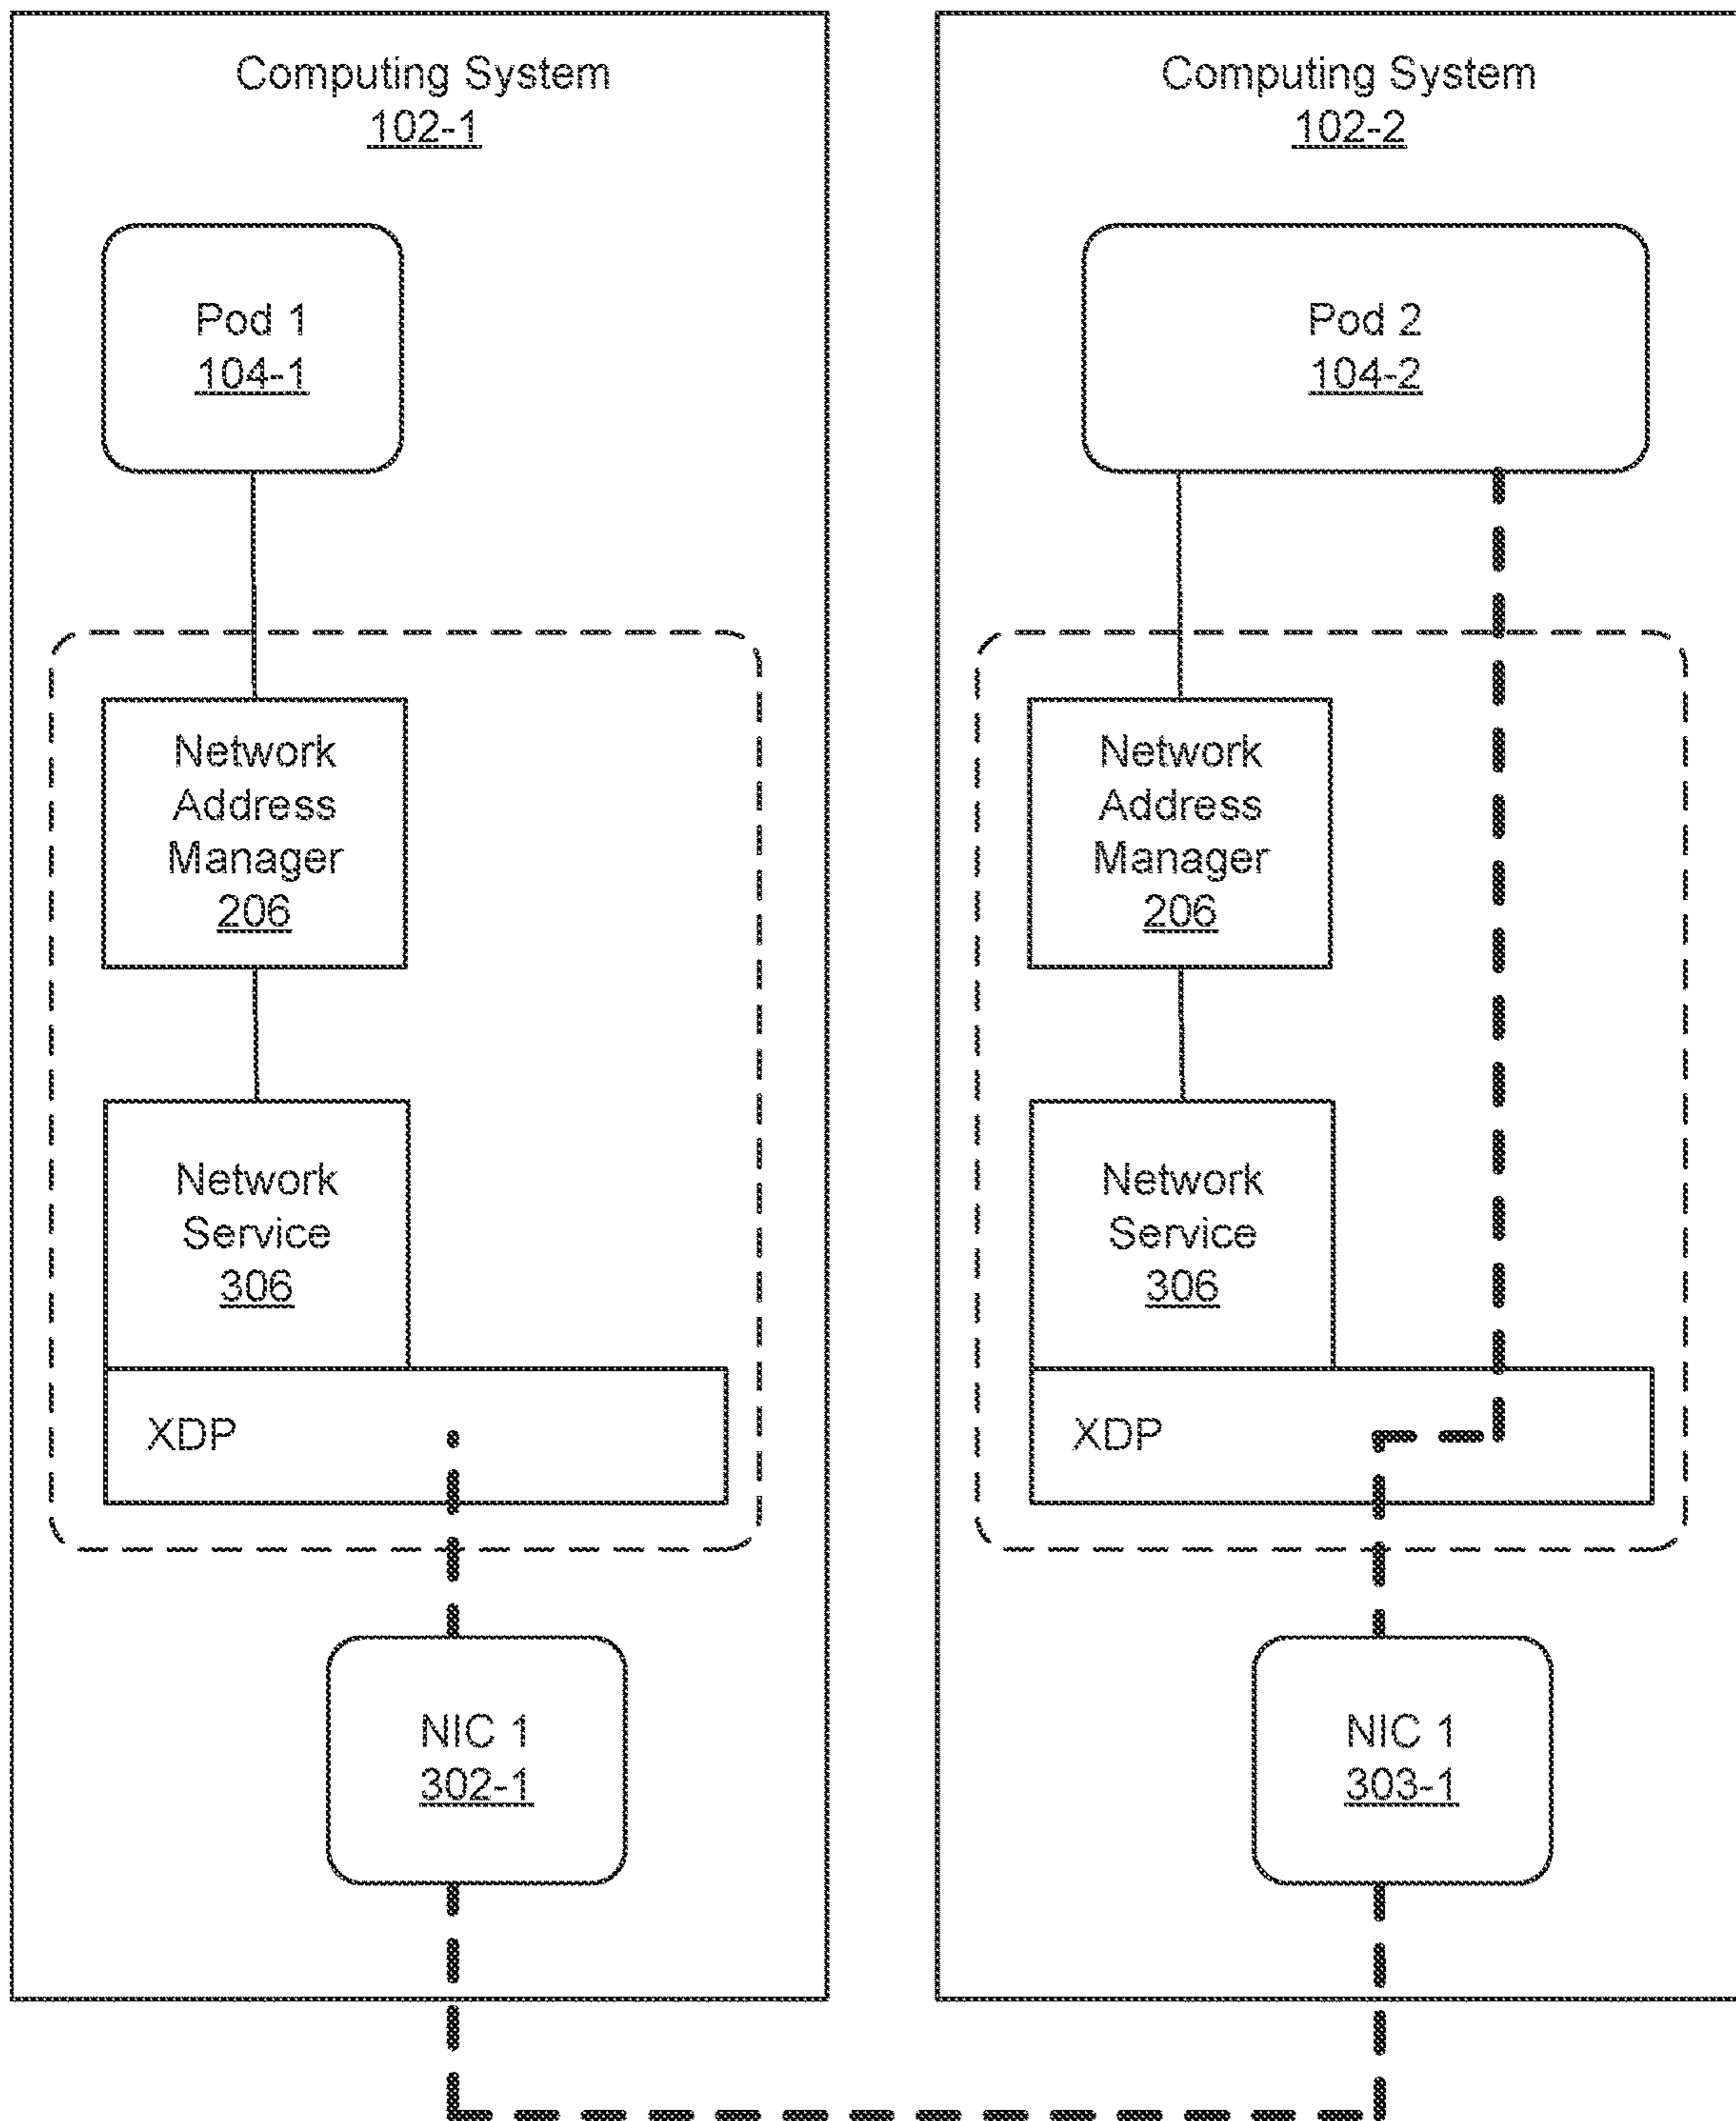 Computing System
102-1
Pod 1
104-1
Network
Address
Manager
206
Network
Service
306
XDP
NIC 1
302-1
Computing System
102-2
Pod 2
104-2
Network
Address
Manager
206
Network
Service
306
XDP
NIC 1
303-1